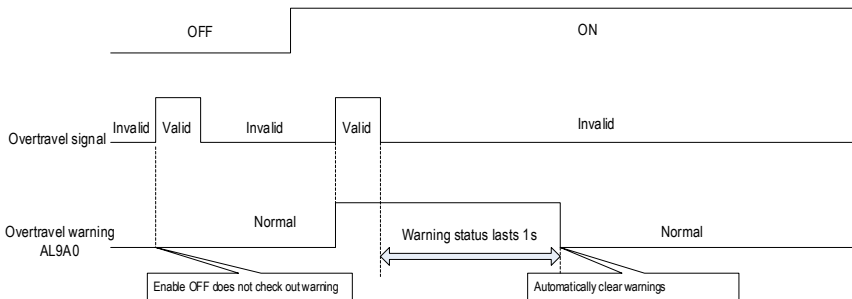 OFF
ON
Overtravel signal
Invalid
Valid
Invalid
Valid
Invalid
Overtravel warning
AL9A0
Normal
Warning status lasts 1s
Normal
Enable OFF does not check out warning
Automatically clear warnings